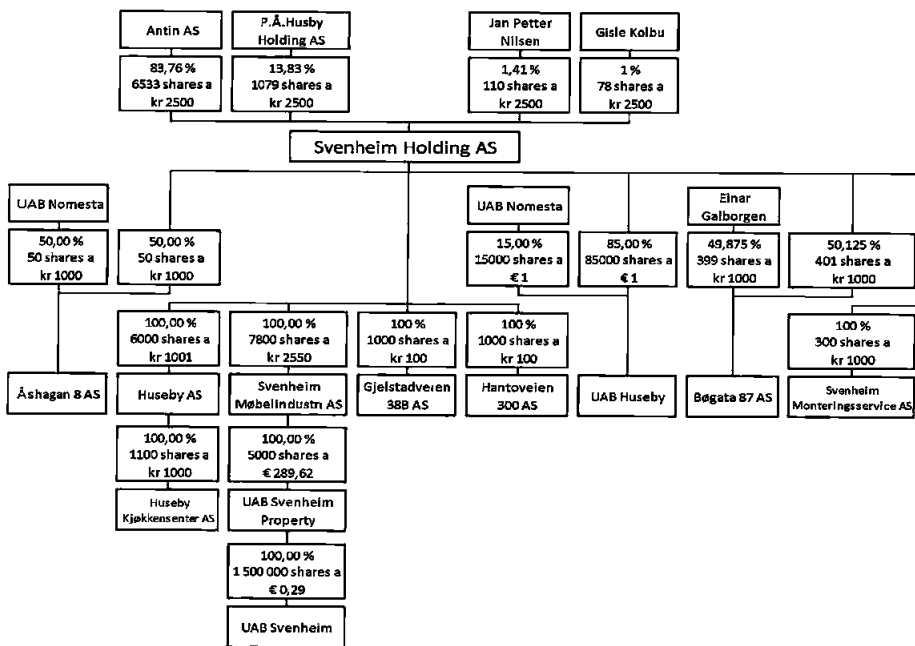 Antin AS
83,76 %
6533 shares a
kr 2500
P.Å.Husby
Holding AS
13,83 %
1079 shares a
kr 2500
Jan Petter
Nilsen
1,41 %
110 shares a
kr 2500
Gisle Kolbu
1 %
78 shares a
kr 2500
Svenheim Holding AS
UAB Nomesta
50,00 %
50 shares a
kr 1000
50,00 %
50 shares a
kr 1000
UAB Nomesta
15,00 %
15000 shares a
€ 1
85,00 %
85000 shares a
€ 1
Einar
Galborgen
49,875 %
399 shares a
kr 1000
50,125 %
401 shares a
kr 1000
100,00 %
6000 shares a
kr 1001
100,00 %
7800 shares a
kr 2550
100 %
1000 shares a
kr 100
100 %
1000 shares a
kr 100
100 %
300 shares a
kr 1000
Åshagan 8 AS
Huseby AS
Svenheim
Møbelindustri AS
Gjelstadveien
38B AS
Hantoveien
300 AS
UAB Huseby
Bøgata 87 AS
Svenheim
Monteringsservice AS
100,00 %
1100 shares a
kr 1000
100,00 %
5000 shares a
€ 289,62
Huseby
Kjøkkensenter AS
UAB Svenheim
Property
100,00 %
1 500 000 shares a
€ 0,29
UAB Svenheim